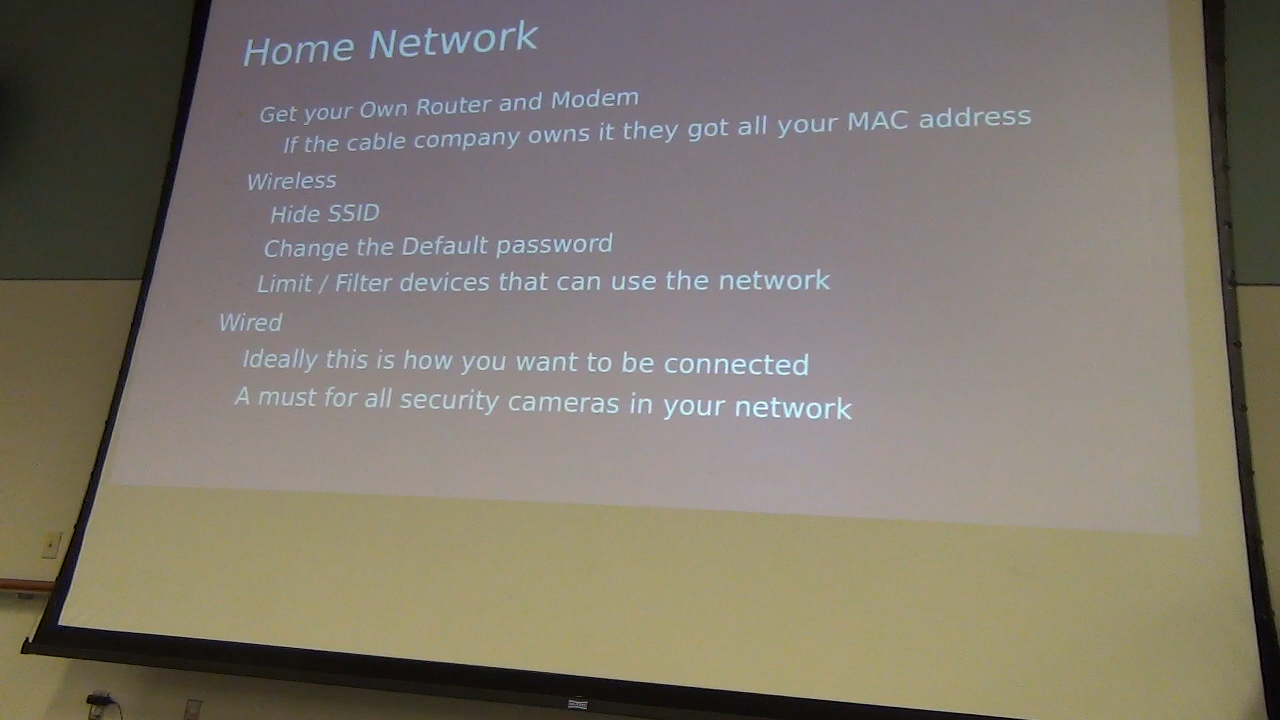 Home Network
Get your Own Router and Modem
If the cable company owns it they got all your MAC address
Wireless
Hide SSID
Change the Default password
Limit / Filter devices that can use the network
Wired
Ideally this is how you want to be connected
A must for all security cameras in your network